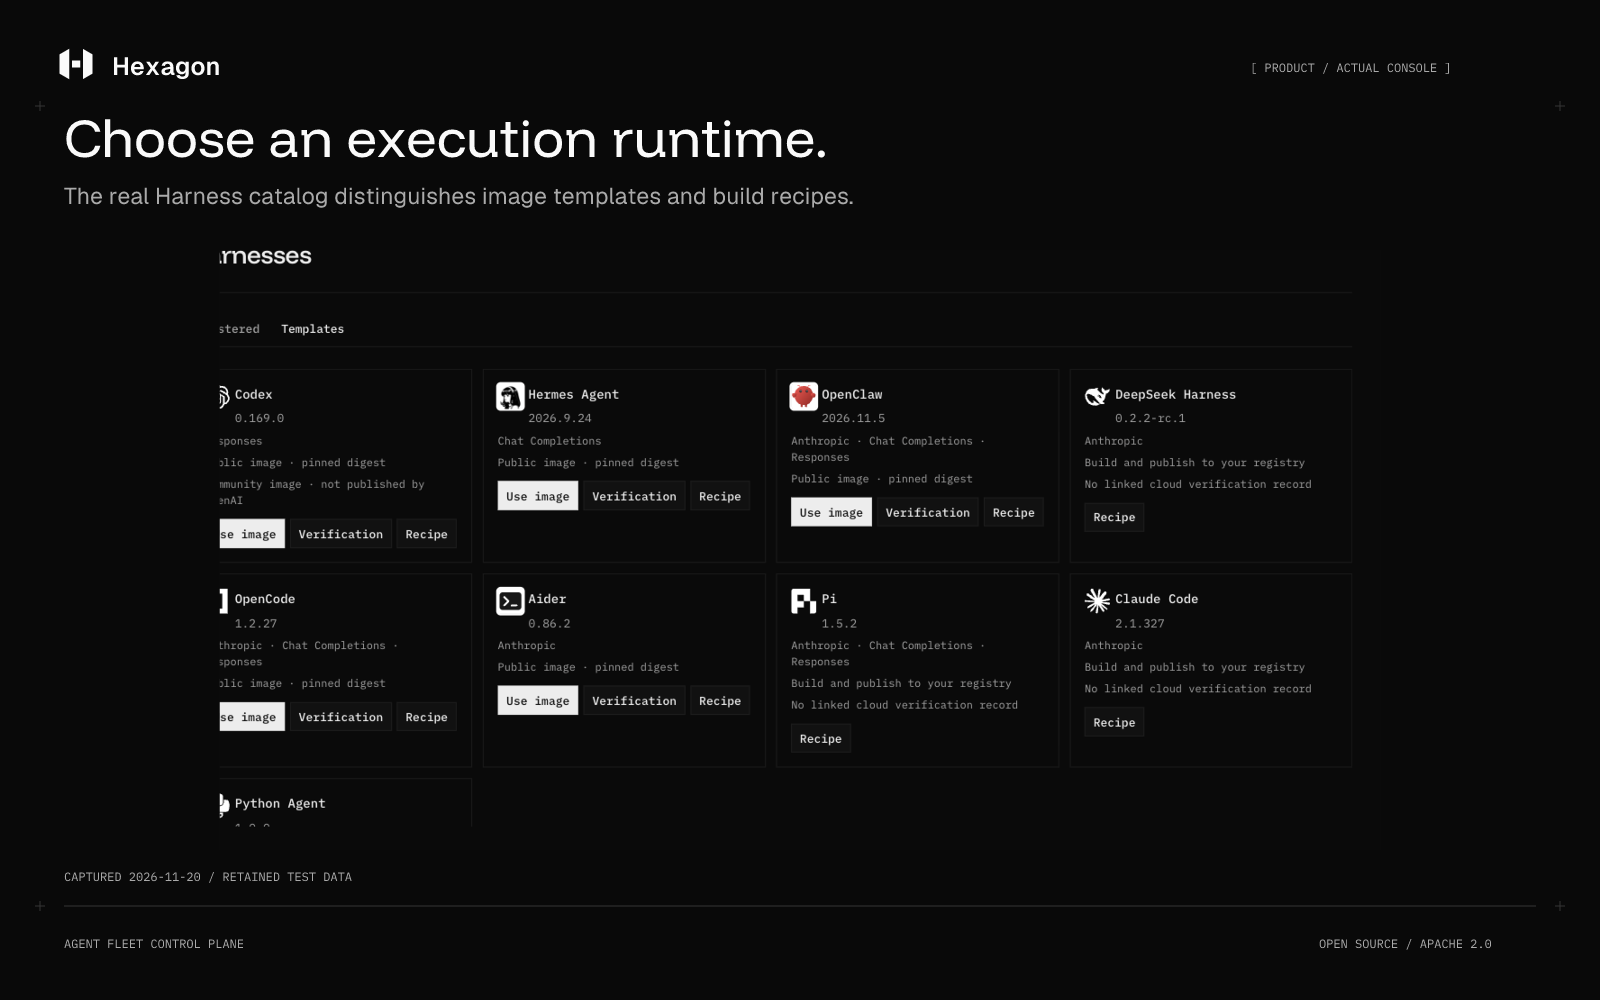 Hexagon
[ PRODUCT / ACTUAL CONSOLE ]
Choose an execution runtime.
The real Harness catalog distinguishes image templates and build recipes.
rnesses
stered Templates
Codex
0.169.0
sponses
blic image · pinned digest
mmunity image · not published by
enAI
se image Verification Recipe
Hermes Agent
2026.9.24
Chat Completions
Public image · pinned digest
Use image Verification Recipe
OpenClaw
2026.11.5
Anthropic · Chat Completions ·
Responses
Public image · pinned digest
Use image Verification Recipe
DeepSeek Harness
0.2.2-rc.1
Anthropic
Build and publish to your registry
No linked cloud verification record
Recipe
OpenCode
1.2.27
thropic · Chat Completions ·
sponses
blic image · pinned digest
se image Verification Recipe
Aider
0.86.2
Anthropic
Public image · pinned digest
Use image Verification Recipe
Pi
1.5.2
Anthropic · Chat Completions ·
Responses
Build and publish to your registry
No linked cloud verification record
Recipe
Claude Code
2.1.327
Anthropic
Build and publish to your registry
No linked cloud verification record
Recipe
Python Agent
CAPTURED 2026-11-20 / RETAINED TEST DATA
AGENT FLEET CONTROL PLANE
OPEN SOURCE / APACHE 2.0